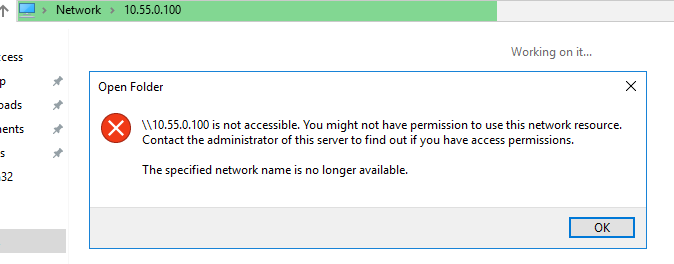 Network > 10.55.0.100
Working on it...
ccess
p
oads
ments
s
32
Open Folder
\\10.55.0.100 is not accessible. You might not have permission to use this network resource.
Contact the administrator of this server to find out if you have access permissions.
The specified network name is no longer available.
OK